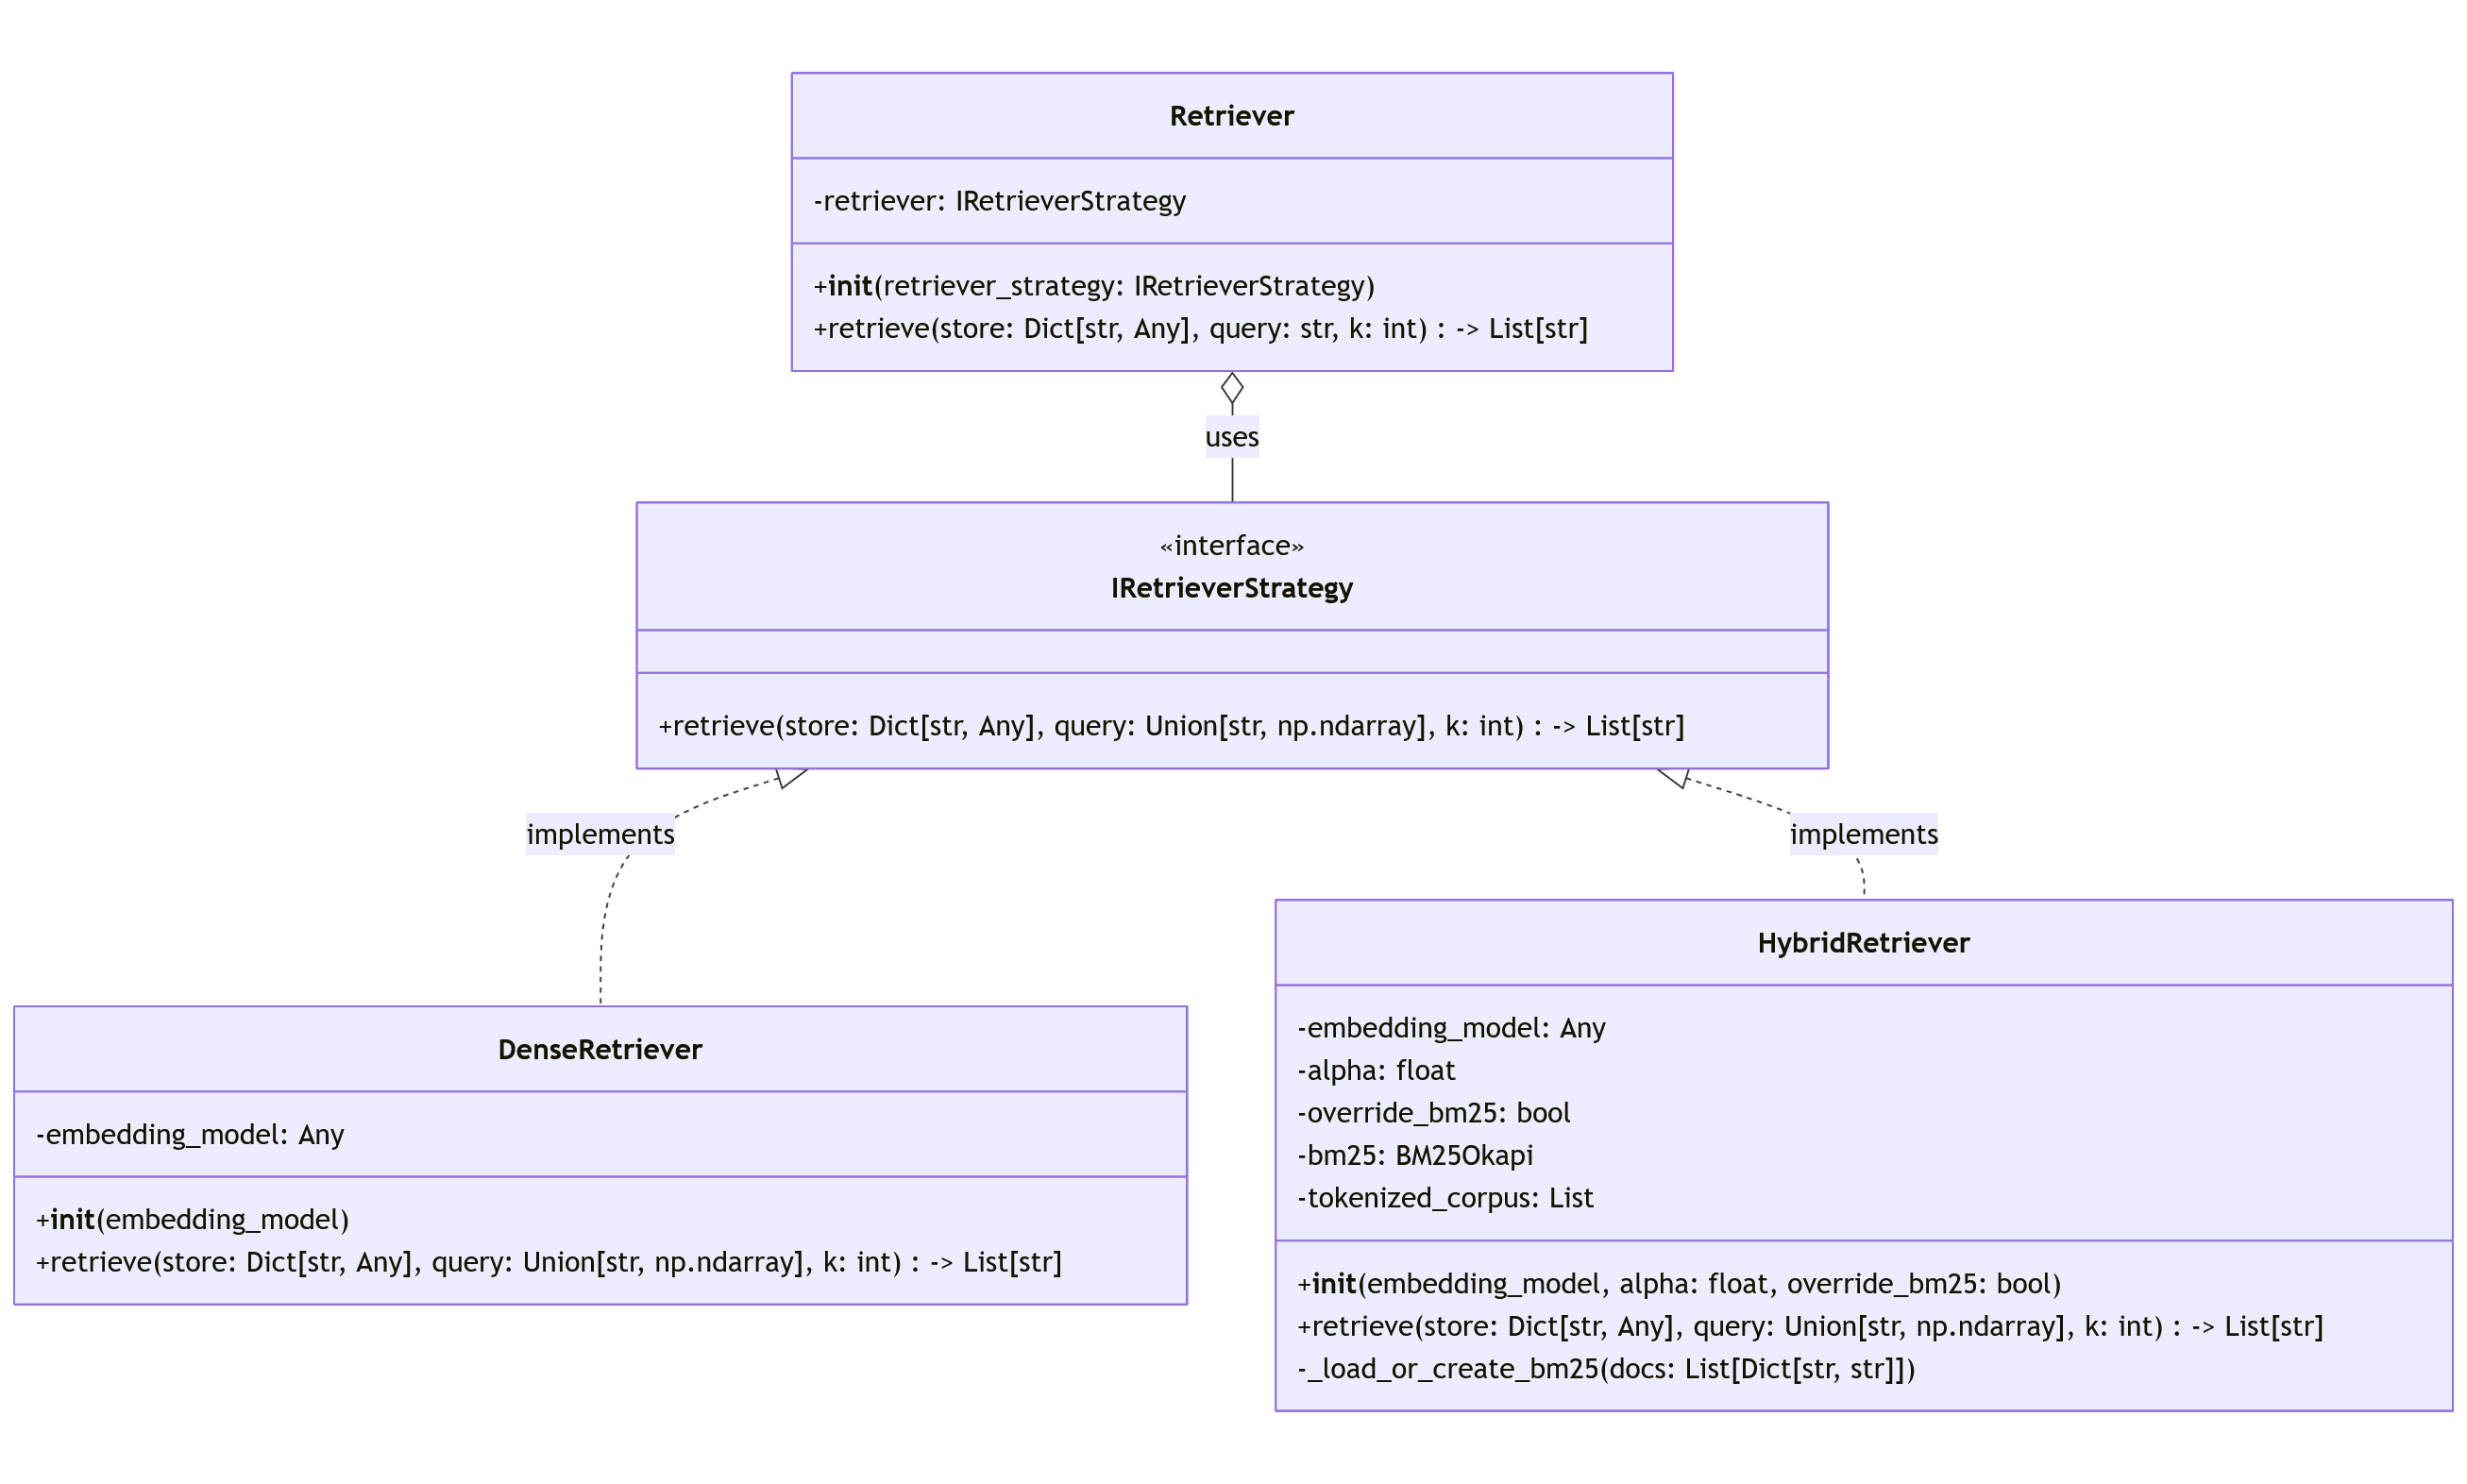 Retriever
-retriever: IRetrieverStrategy
+init(retriever_strategy: IRetrieverStrategy)
+retrieve(store: Dict[str, Any], query: str, k: int) : -> List[str]
uses
«interface»
IRetrieverStrategy
+retrieve(store: Dict[str, Any], query: Union[str, np.ndarray], k: int) : -> List[str]
implements
implements
DenseRetriever
-embedding_model: Any
+init(embedding_model)
+retrieve(store: Dict[str, Any], query: Union[str, np.ndarray], k: int) : -> List[str]
HybridRetriever
-embedding_model: Any
-alpha: float
-override_bm25: bool
-bm25: BM25Okapi
-tokenized_corpus: List
+init(embedding_model, alpha: float, override_bm25: bool)
+retrieve(store: Dict[str, Any], query: Union[str, np.ndarray], k: int) : -> List[str]
-_load_or_create_bm25(docs: List[Dict[str, str]])